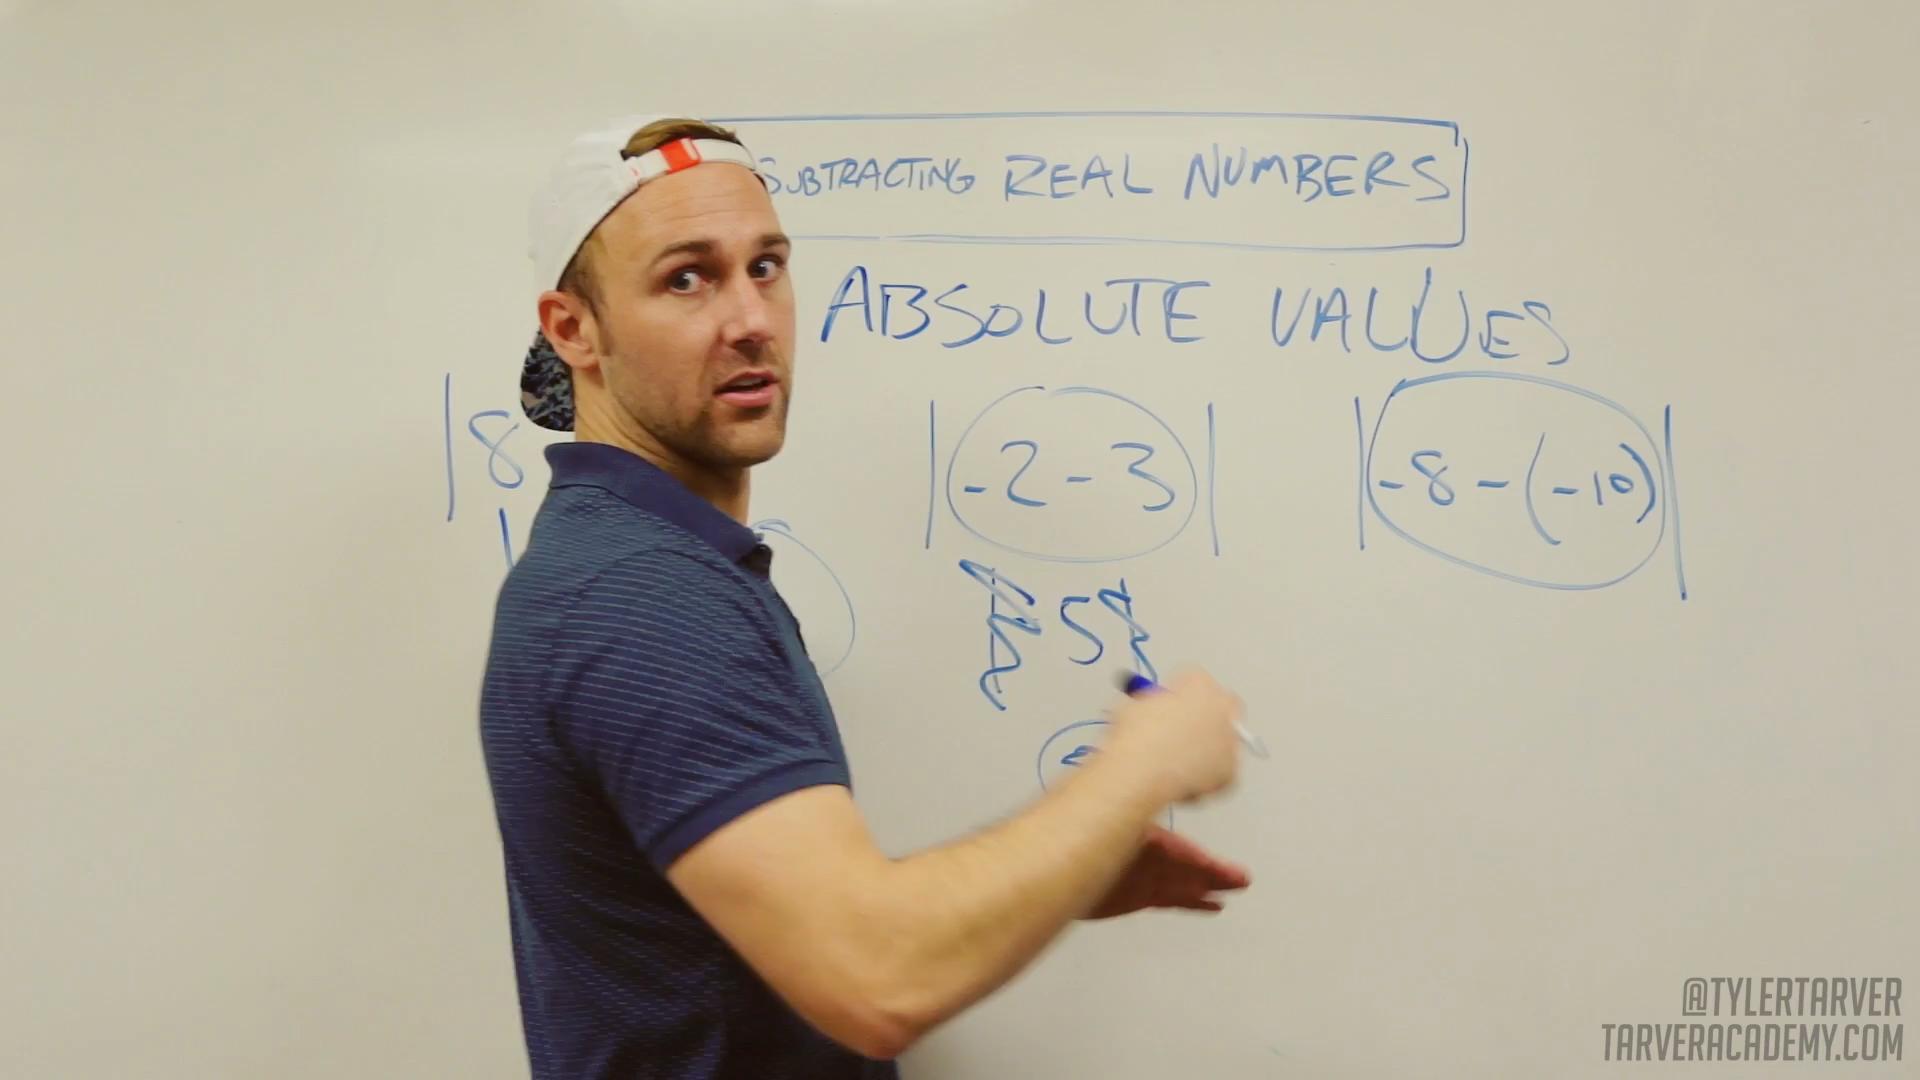 SUBTRACTING REAL NUMBERS
ABSOLUTE VALUES
|8 |-2-3| |-8-(-10)|
5
@TYLERTARVER
TARVERACADEMY.COM